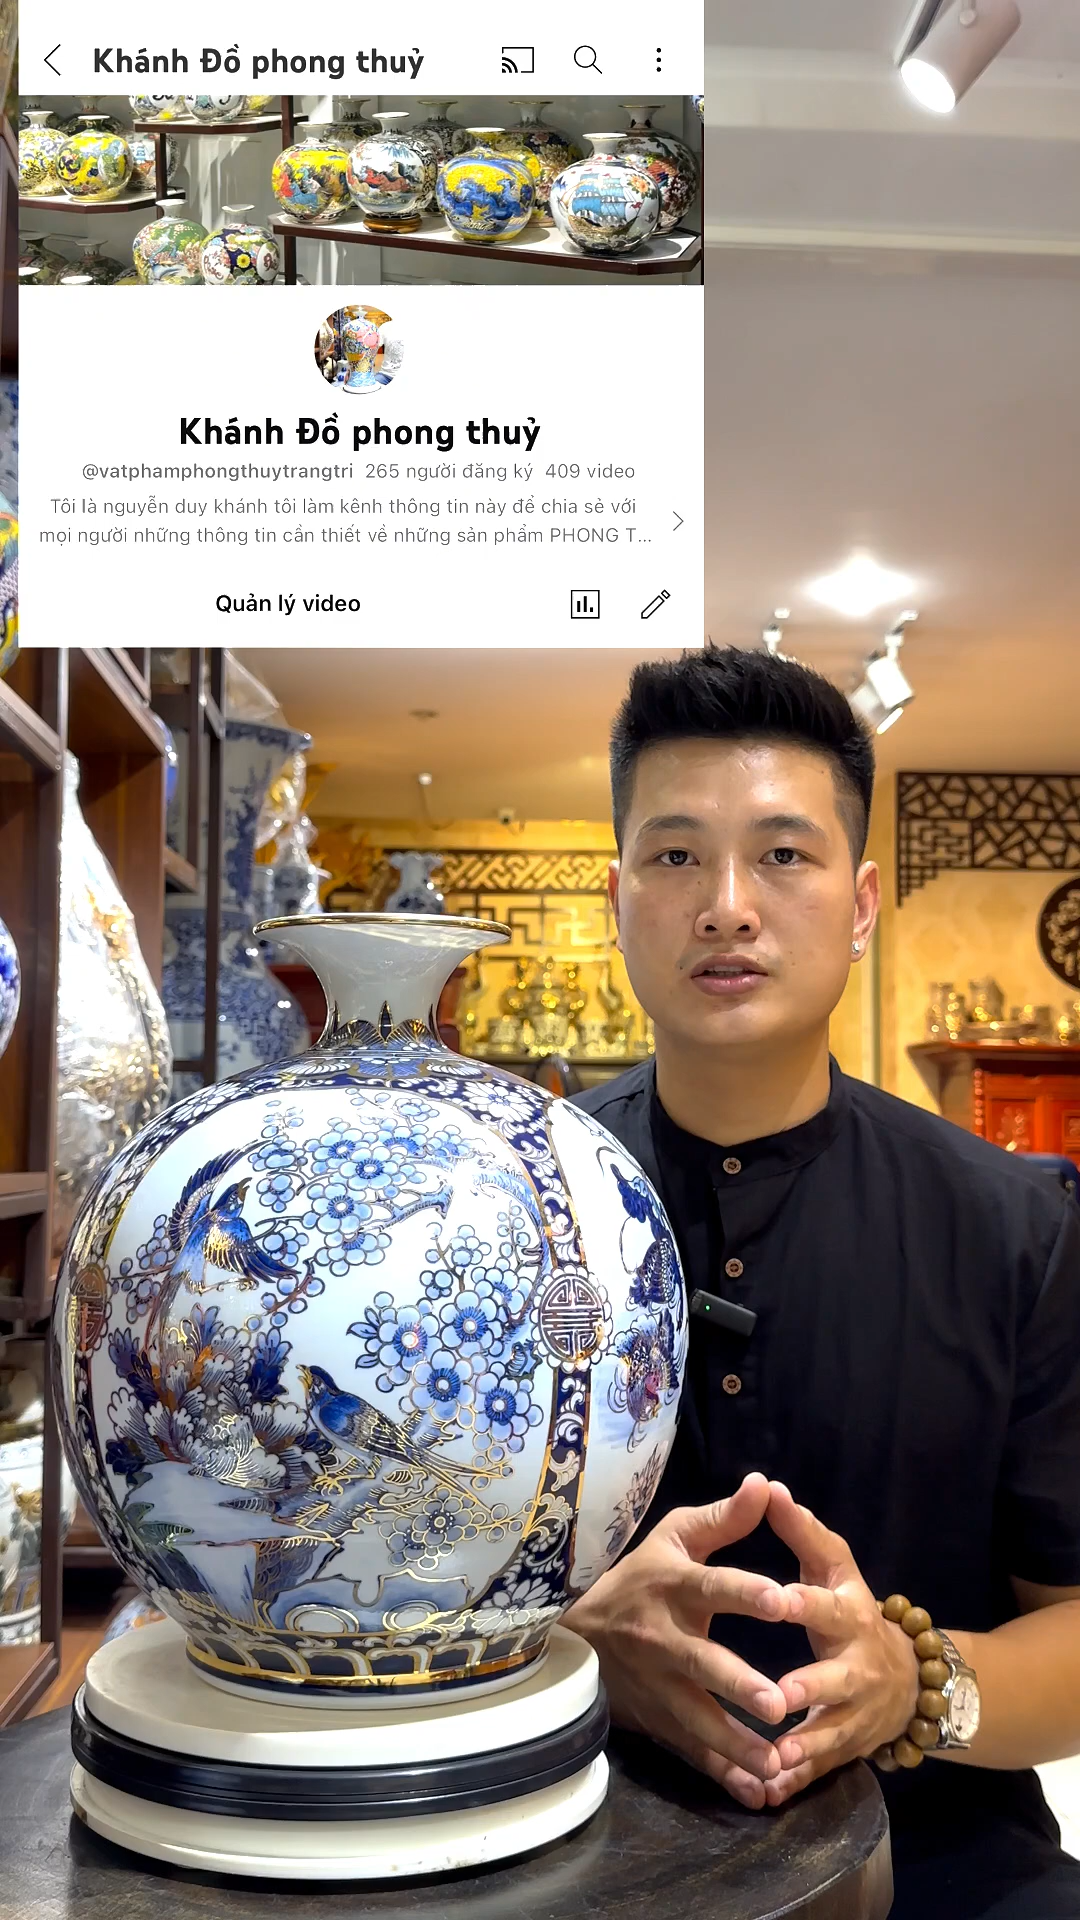 Khánh Đồ phong thuỷ
Khánh Đồ phong thuỷ
@vatphamphongthuytrangtri 265 người đăng ký 409 video
Tôi là nguyễn duy khánh tôi làm kênh thông tin này để chia sẻ với
mọi người những thông tin cần thiết về những sản phẩm PHONG T...
Quản lý video